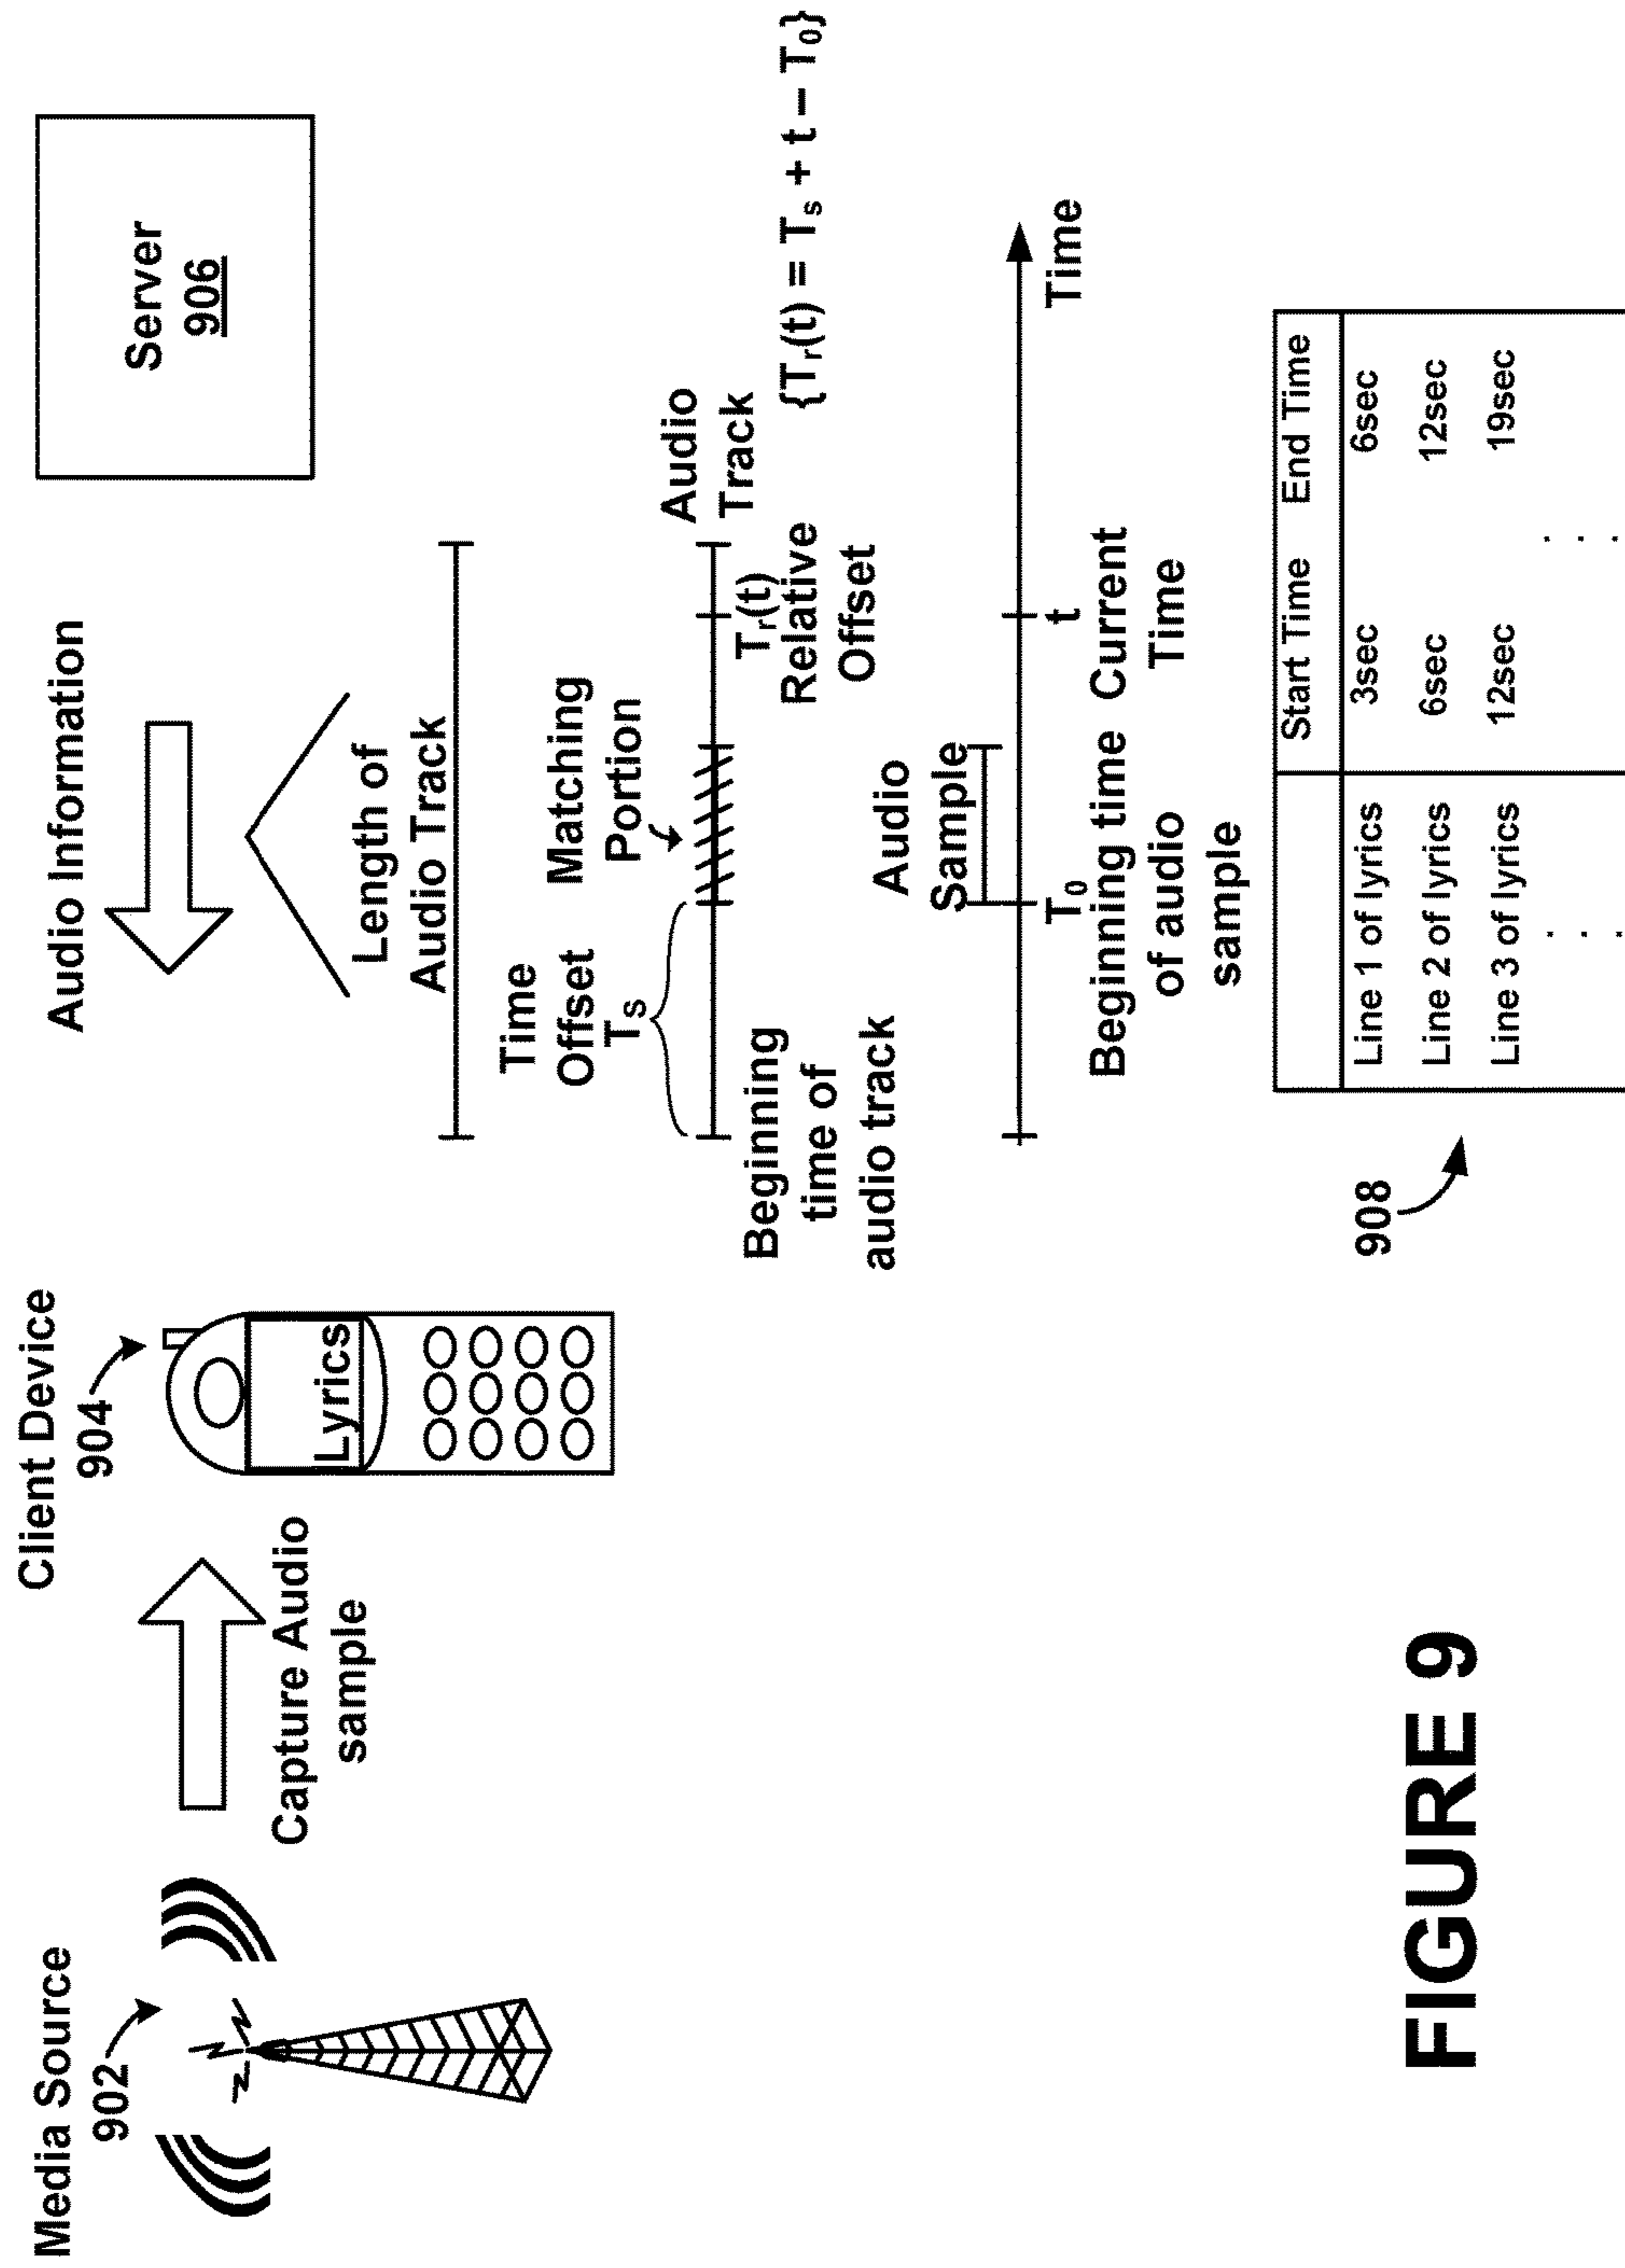 Media Source
902
Capture Audio
sample
Client Device
904
Lyrics
Audio Information
Server
906
Length of
Audio Track
Time
Offset
Ts
Matching
Portion
Audio
Track
Beginning
time of
audio track
Tr(t)
Relative
Offset
{Tr(t) = Ts + t – T0}
Audio
Sample
T0
Beginning time
of audio
sample
t
Current
Time
Time
908
Start Time End Time
Line 1 of lyrics 3sec 6sec
Line 2 of lyrics 6sec 12sec
Line 3 of lyrics 12sec 19sec
. .
. .
. .
FIGURE 9